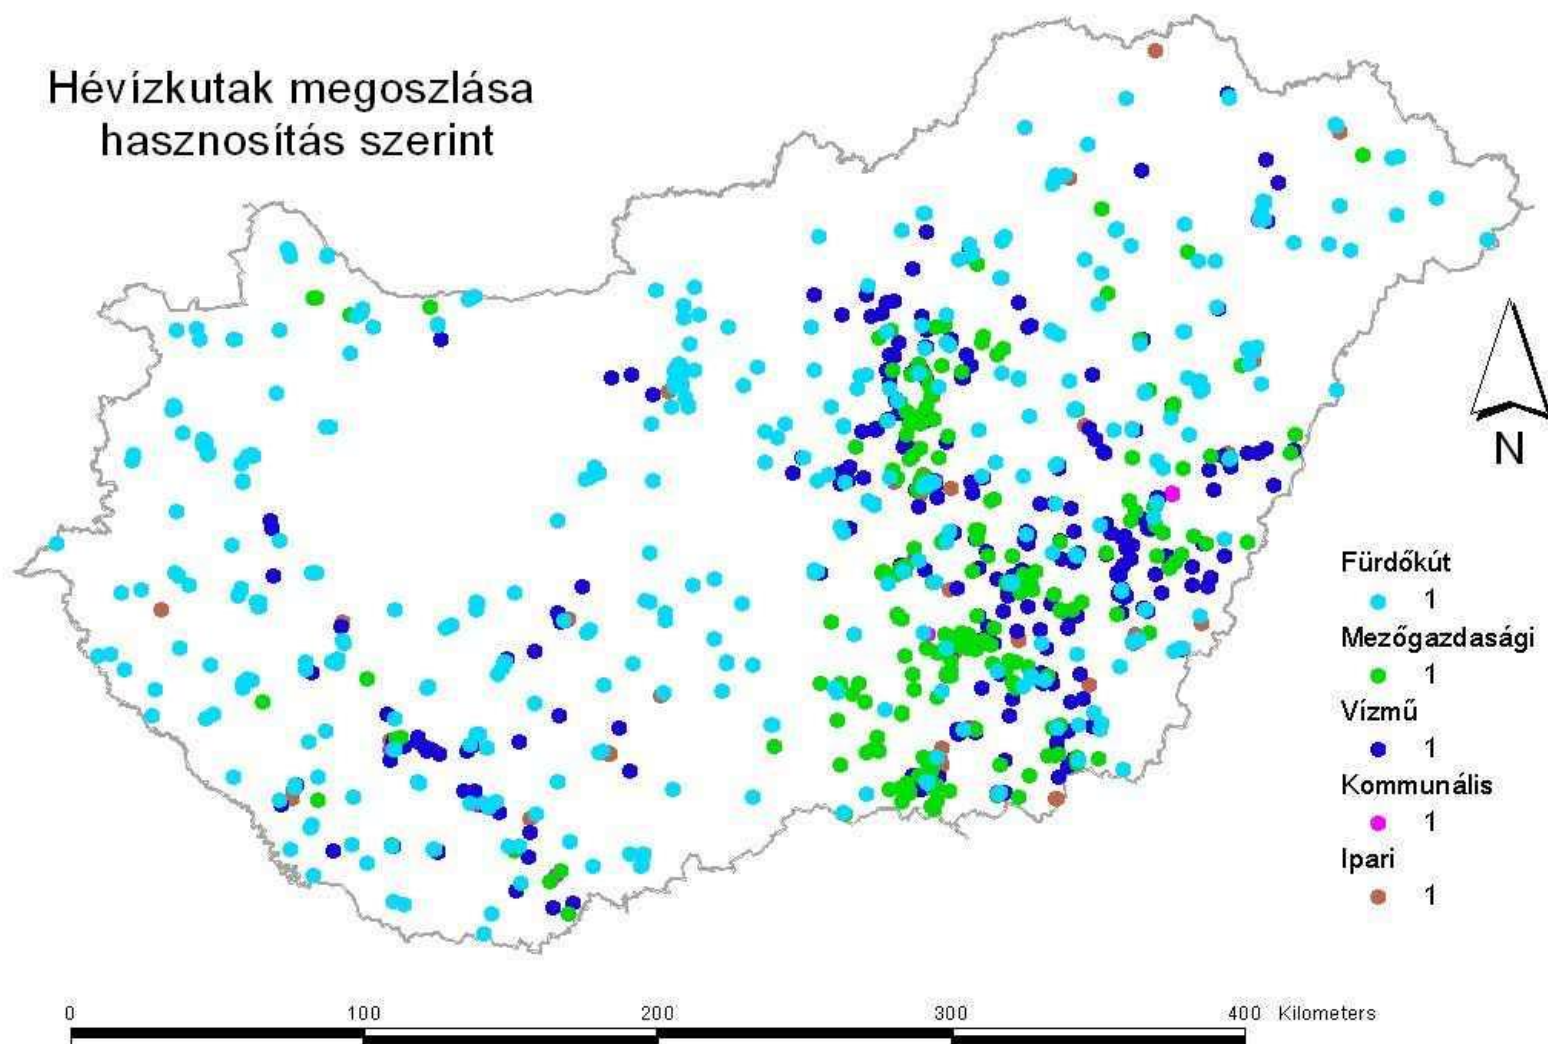 Hévízkutak megoszlása
hasznosítás szerint
N
Fürdőkút
1
Mezőgazdasági
1
Vízmű
1
Kommunális
1
Ipari
1
0 100 200 300 400 Kilometers